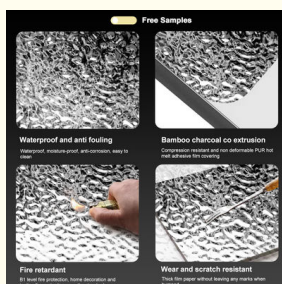 Free Samples
Waterproof and anti fouling
Waterproof, moisture-proof, anti-corrosion, easy to
clean
Bamboo charcoal co extrusion
Compression resistant and non deformable PUR hot
melt adhesive film covering
Fire retardant
B1 level fire protection, home decoration and
Wear and scratch resistant
Thick film paper without leaving any marks when